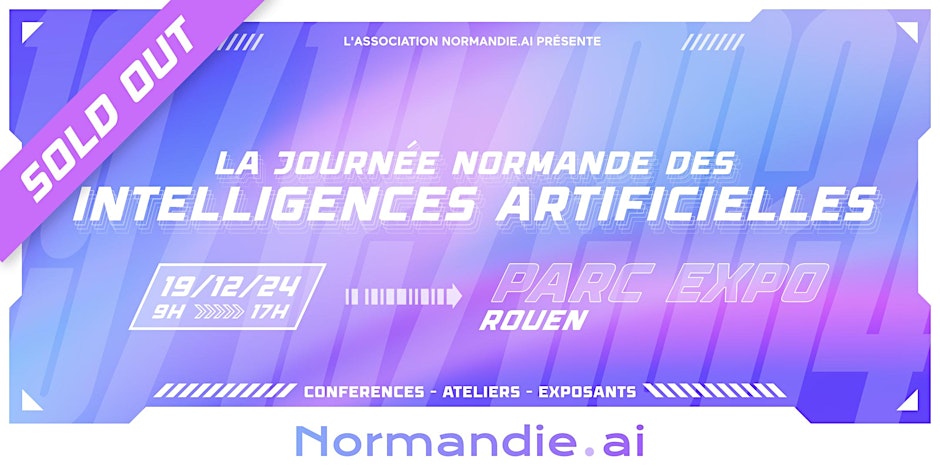 SOLD OUT
L'ASSOCIATION NORMANDIE.AI PRÉSENTE
LA JOURNÉE NORMANDE DES
INTELLIGENCES ARTIFICIELLES
19/12/24
9H 17H
PARC EXPO
ROUEN
CONFERENCES - ATELIERS - EXPOSANTS
Normandie.ai